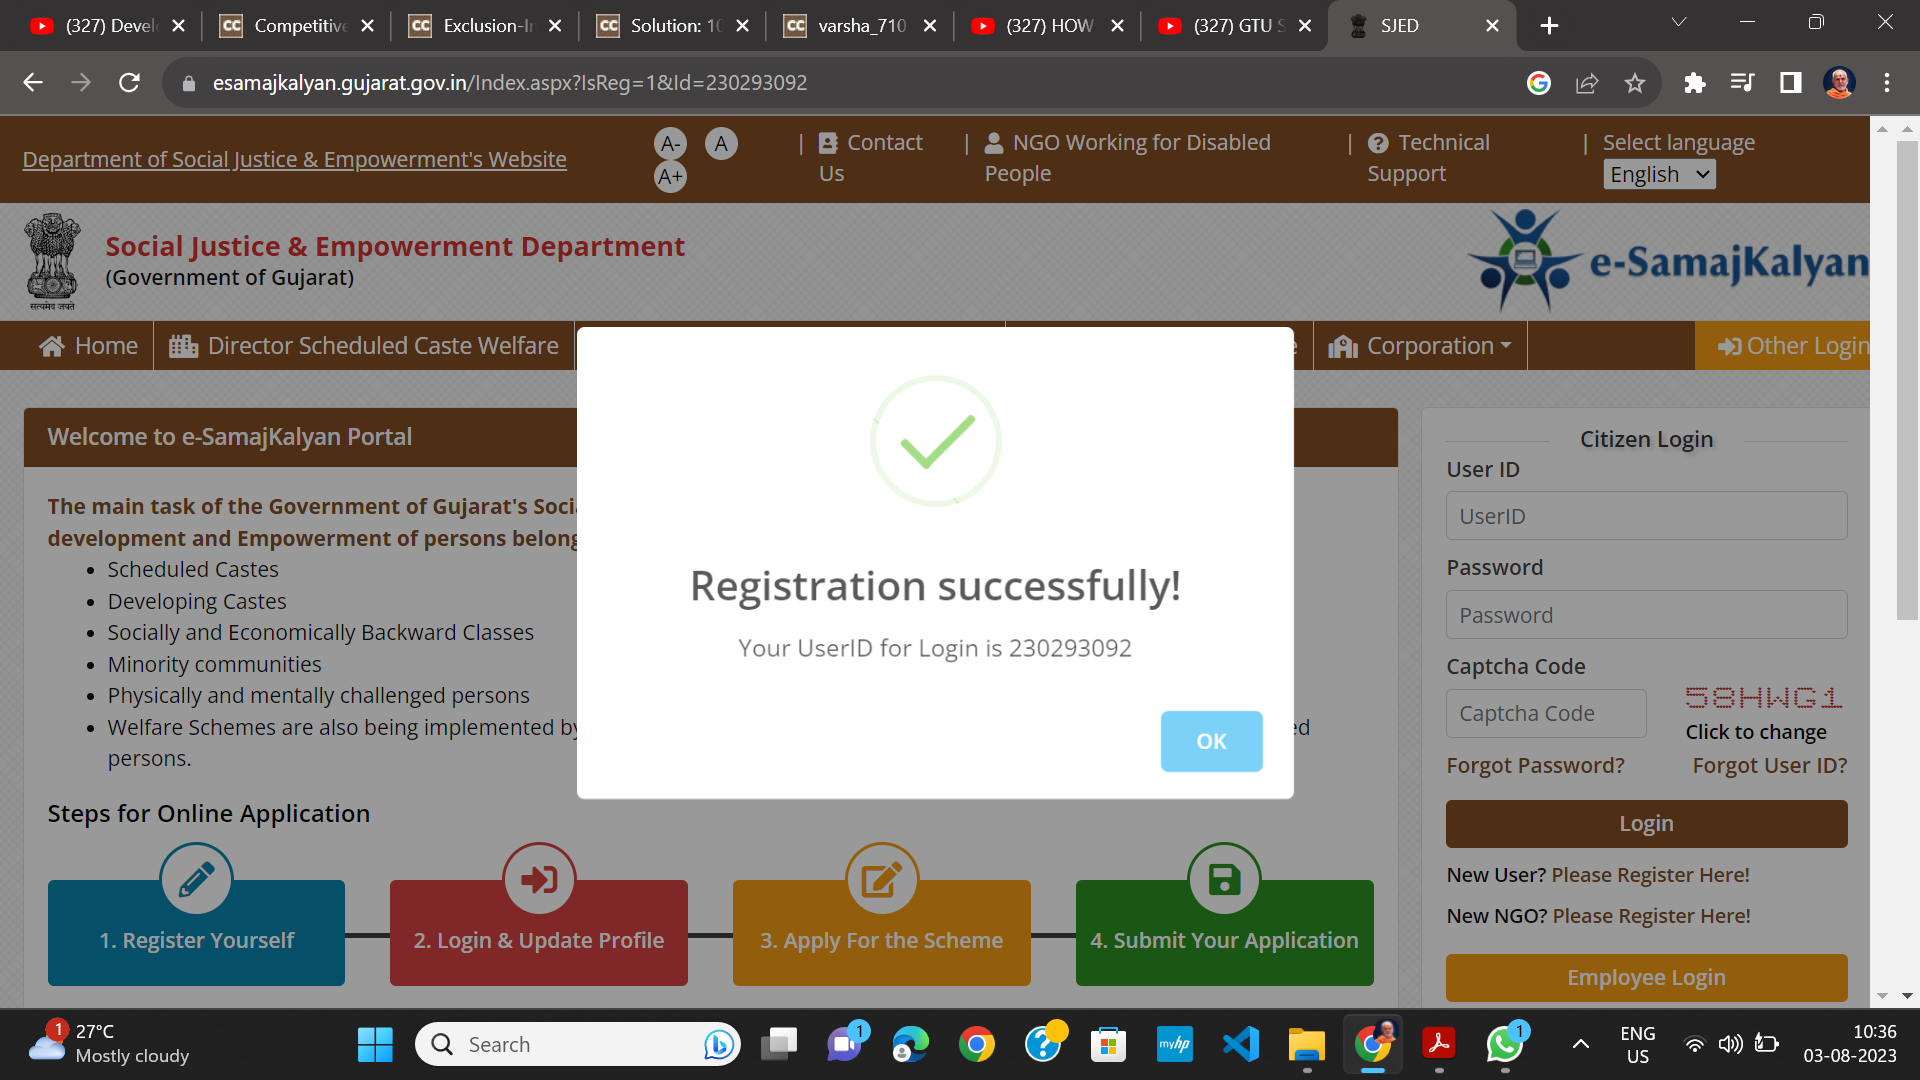 (327) Devel
Competitive
Exclusion-In
Solution: 10
varsha_710
(327) HOW
(327) GTU S
SJED
esamajkalyan.gujarat.gov.in/Index.aspx?IsReg=1&Id=230293092
Department of Social Justice & Empowerment's Website
A-
A
A+
| Contact Us
| NGO Working for Disabled People
| Technical Support
| Select language
English
Social Justice & Empowerment Department
(Government of Gujarat)
सत्यमेव जयते
e-SamajKalyan
Home
Director Scheduled Caste Welfare
e
Corporation
Other Login
Welcome to e-SamajKalyan Portal
The main task of the Government of Gujarat's Soci
development and Empowerment of persons belong
• Scheduled Castes
• Developing Castes
• Socially and Economically Backward Classes
• Minority communities
• Physically and mentally challenged persons
• Welfare Schemes are also being implemented by ed
persons.
Registration successfully!
Your UserID for Login is 230293092
OK
Steps for Online Application
1. Register Yourself
2. Login & Update Profile
3. Apply For the Scheme
4. Submit Your Application
Citizen Login
User ID
UserID
Password
Password
Captcha Code
Captcha Code
58HWG1
Click to change
Forgot Password?
Forgot User ID?
Login
New User? Please Register Here!
New NGO? Please Register Here!
Employee Login
1
27°C
Mostly cloudy
Search
1
myhp
1
ENG
US
10:36
03-08-2023